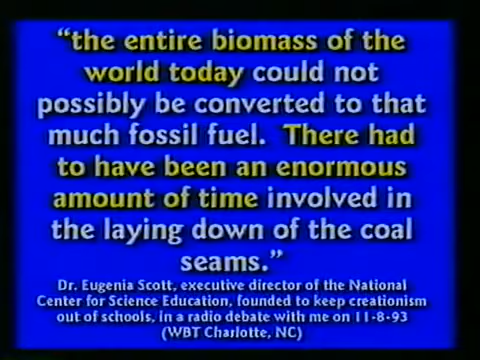 “the entire biomass of the
world today could not
possibly be converted to that
much fossil fuel. There had
to have been an enormous
amount of time involved in
the laying down of the coal
seams.”
Dr. Eugenia Scott, executive director of the National
Center for Science Education, founded to keep creationism
out of schools, in a radio debate with me on 11-8-93
(WBT Charlotte, NC)